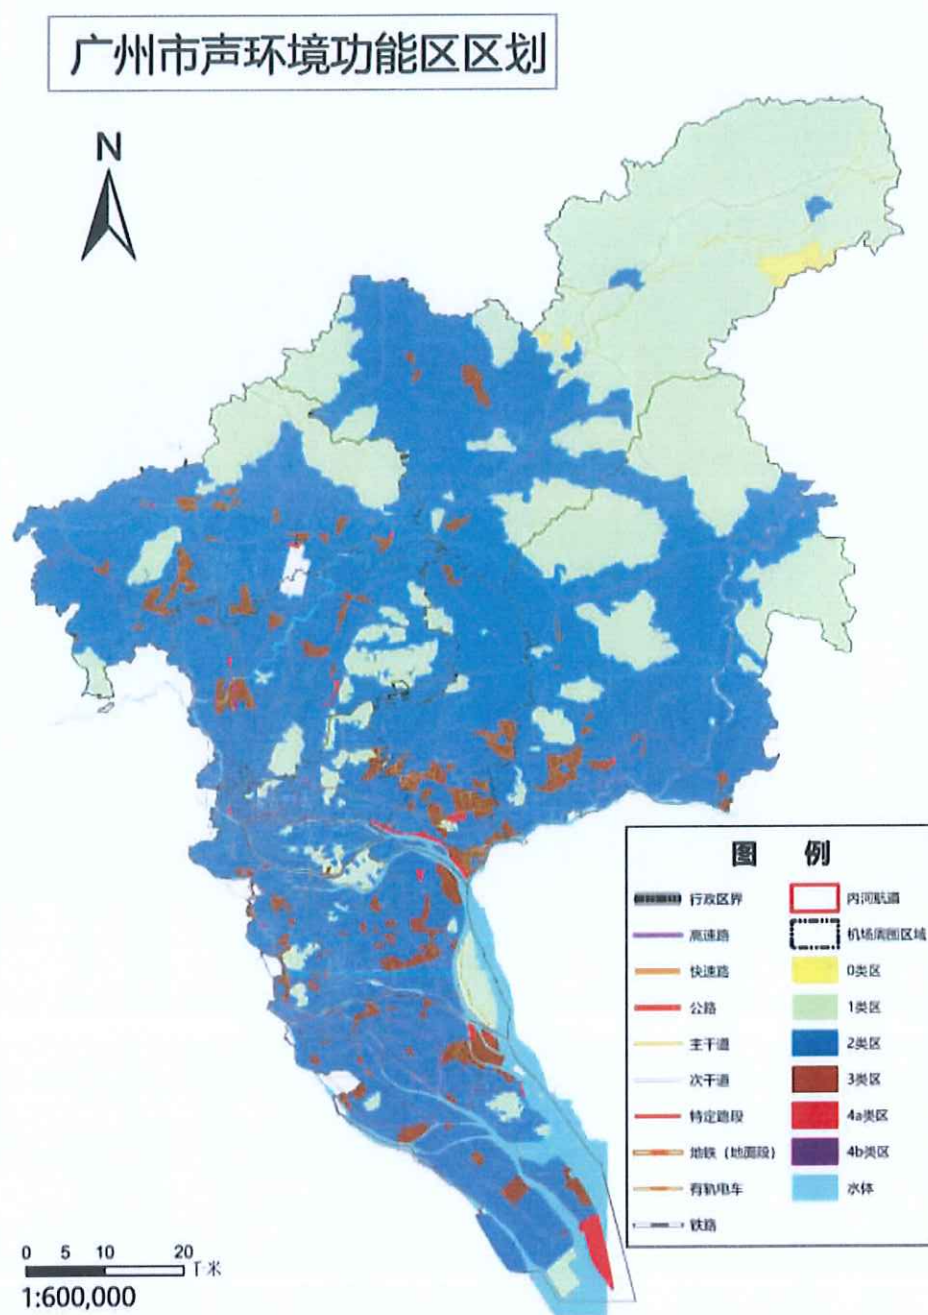 广州市声环境功能区区划
N
图 例
行政区界
内河航道
高速路
机场周围区域
快速路
0类区
公路
1类区
主干道
2类区
次干道
3类区
特定路段
4a类区
地铁（地面段）
4b类区
有轨电车
水体
铁路
0 5 10 20
千米
1:600,000